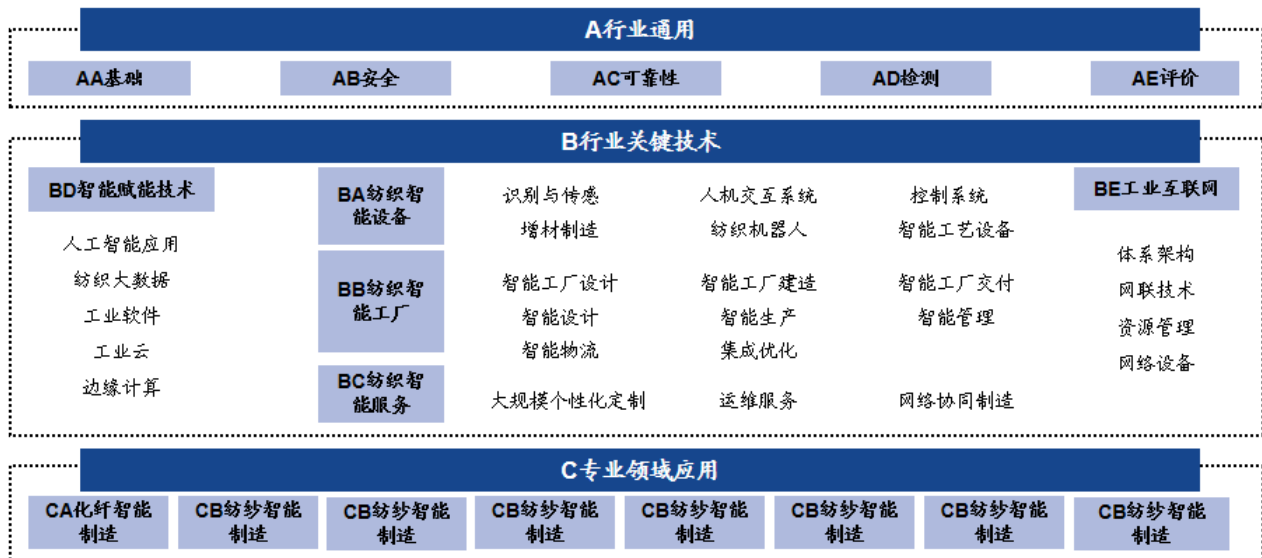 A行业通用
AA基础
AB安全
AC可靠性
AD检测
AE评价
B行业关键技术
BD智能赋能技术
人工智能应用
纺织大数据
工业软件
工业云
边缘计算
BA纺织智
能设备
识别与传感
人机交互系统
控制系统
增材制造
纺织机器人
智能工艺设备
BB纺织智
能工厂
智能工厂设计
智能工厂建造
智能工厂交付
智能设计
智能生产
智能管理
智能物流
集成优化
BC纺织智
能服务
大规模个性化定制
运维服务
网络协同制造
BE工业互联网
体系架构
网联技术
资源管理
网络设备
C专业领域应用
CA化纤智能
制造
CB纺纱智能
制造
CB纺纱智能
制造
CB纺纱智能
制造
CB纺纱智能
制造
CB纺纱智能
制造
CB纺纱智能
制造
CB纺纱智能
制造